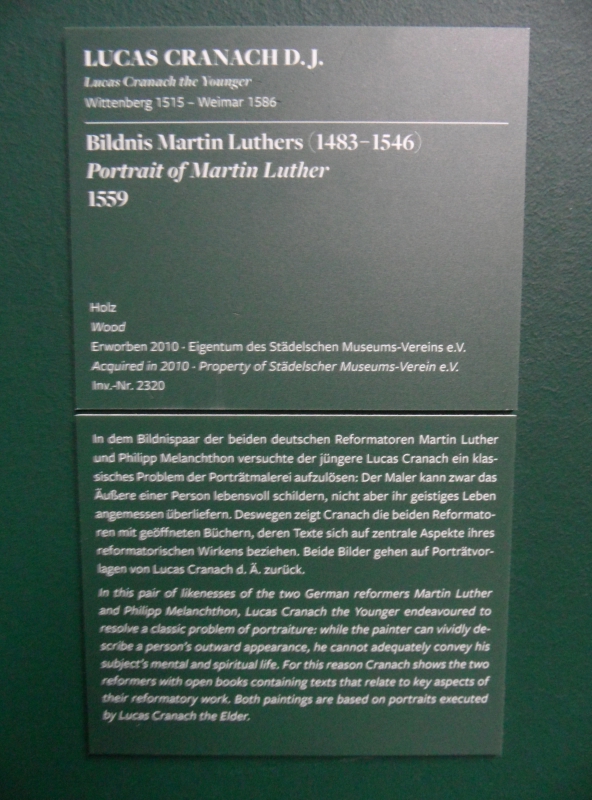 LUCAS CRANACH D. J.
Lucas Cranach the Younger
Wittenberg 1515 – Weimar 1586
Bildnis Martin Luthers (1483–1546)
Portrait of Martin Luther
1559
Holz
Wood
Erworben 2010 - Eigentum des Städelschen Museums-Vereins e.V.
Acquired in 2010 - Property of Städelscher Museums-Verein e.V.
Inv.-Nr. 2320
In dem Bildnispaar der beiden deutschen Reformatoren Martin Luther
und Philipp Melanchthon versuchte der jüngere Lucas Cranach ein klas-
sisches Problem der Porträtmalerei aufzulösen: Der Maler kann zwar das
Äußere einer Person lebensvoll schildern, nicht aber ihr geistiges Leben
angemessen überliefern. Deswegen zeigt Cranach die beiden Reformato-
ren mit geöffneten Büchern, deren Texte sich auf zentrale Aspekte ihres
reformatorischen Wirkens beziehen. Beide Bilder gehen auf Porträtvor-
lagen von Lucas Cranach d. Ä. zurück.
In this pair of likenesses of the two German reformers Martin Luther
and Philipp Melanchthon, Lucas Cranach the Younger endeavoured to
resolve a classic problem of portraiture: while the painter can vividly de-
scribe a person's outward appearance, he cannot adequately convey his
subject's mental and spiritual life. For this reason Cranach shows the two
reformers with open books containing texts that relate to key aspects of
their reformatory work. Both paintings are based on portraits executed
by Lucas Cranach the Elder.